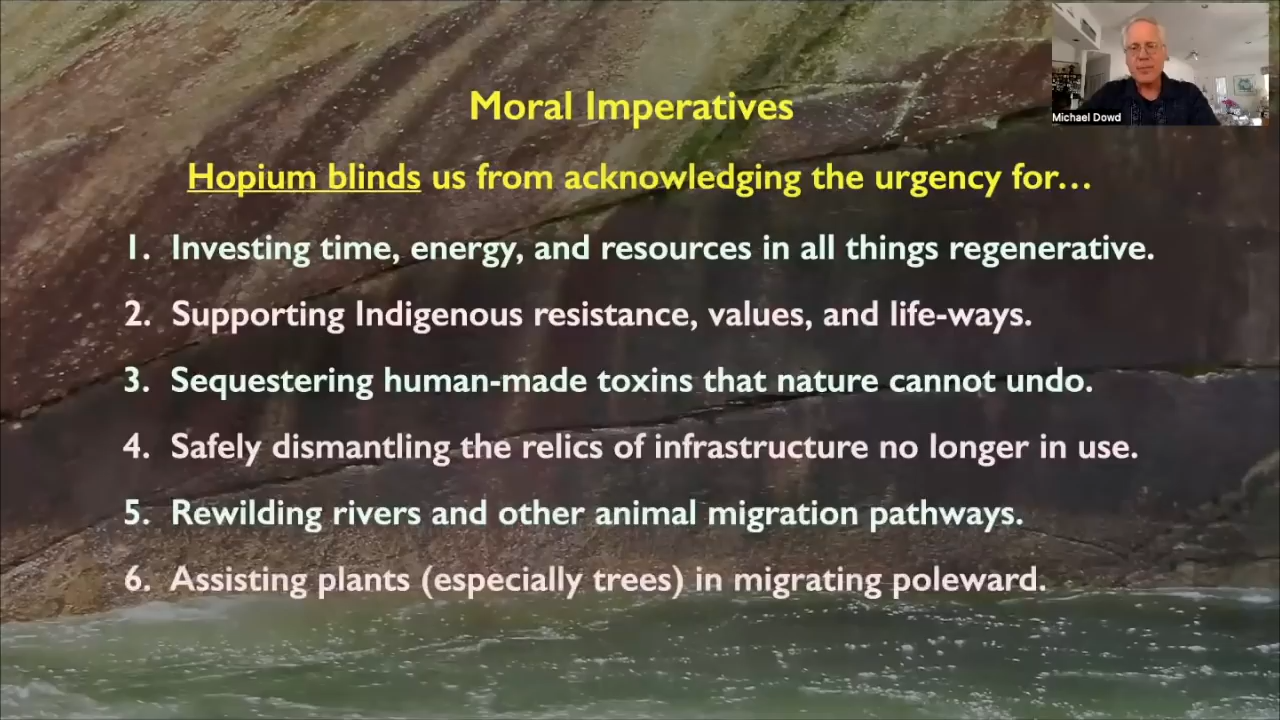 Moral Imperatives
Michael Dowd
Hopium blinds us from acknowledging the urgency for...
1. Investing time, energy, and resources in all things regenerative.
2. Supporting Indigenous resistance, values, and life-ways.
3. Sequestering human-made toxins that nature cannot undo.
4. Safely dismantling the relics of infrastructure no longer in use.
5. Rewilding rivers and other animal migration pathways.
6. Assisting plants (especially trees) in migrating poleward.